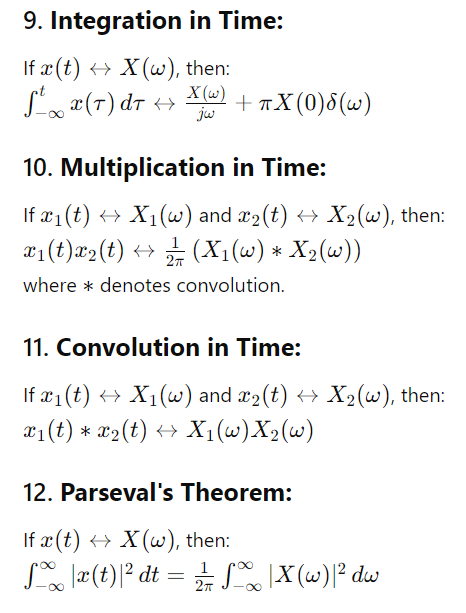 9. Integration in Time:
If x(t) ↔ X(ω), then:
∫_{-∞}^{t} x(τ) dτ ↔ X(ω)/jω + πX(0)δ(ω)
10. Multiplication in Time:
If x₁(t) ↔ X₁(ω) and x₂(t) ↔ X₂(ω), then:
x₁(t)x₂(t) ↔ 1/2π (X₁(ω) * X₂(ω))
where * denotes convolution.
11. Convolution in Time:
If x₁(t) ↔ X₁(ω) and x₂(t) ↔ X₂(ω), then:
x₁(t) * x₂(t) ↔ X₁(ω)X₂(ω)
12. Parseval's Theorem:
If x(t) ↔ X(ω), then:
∫_{-∞}^{∞} |x(t)|² dt = 1/2π ∫_{-∞}^{∞} |X(ω)|² dω